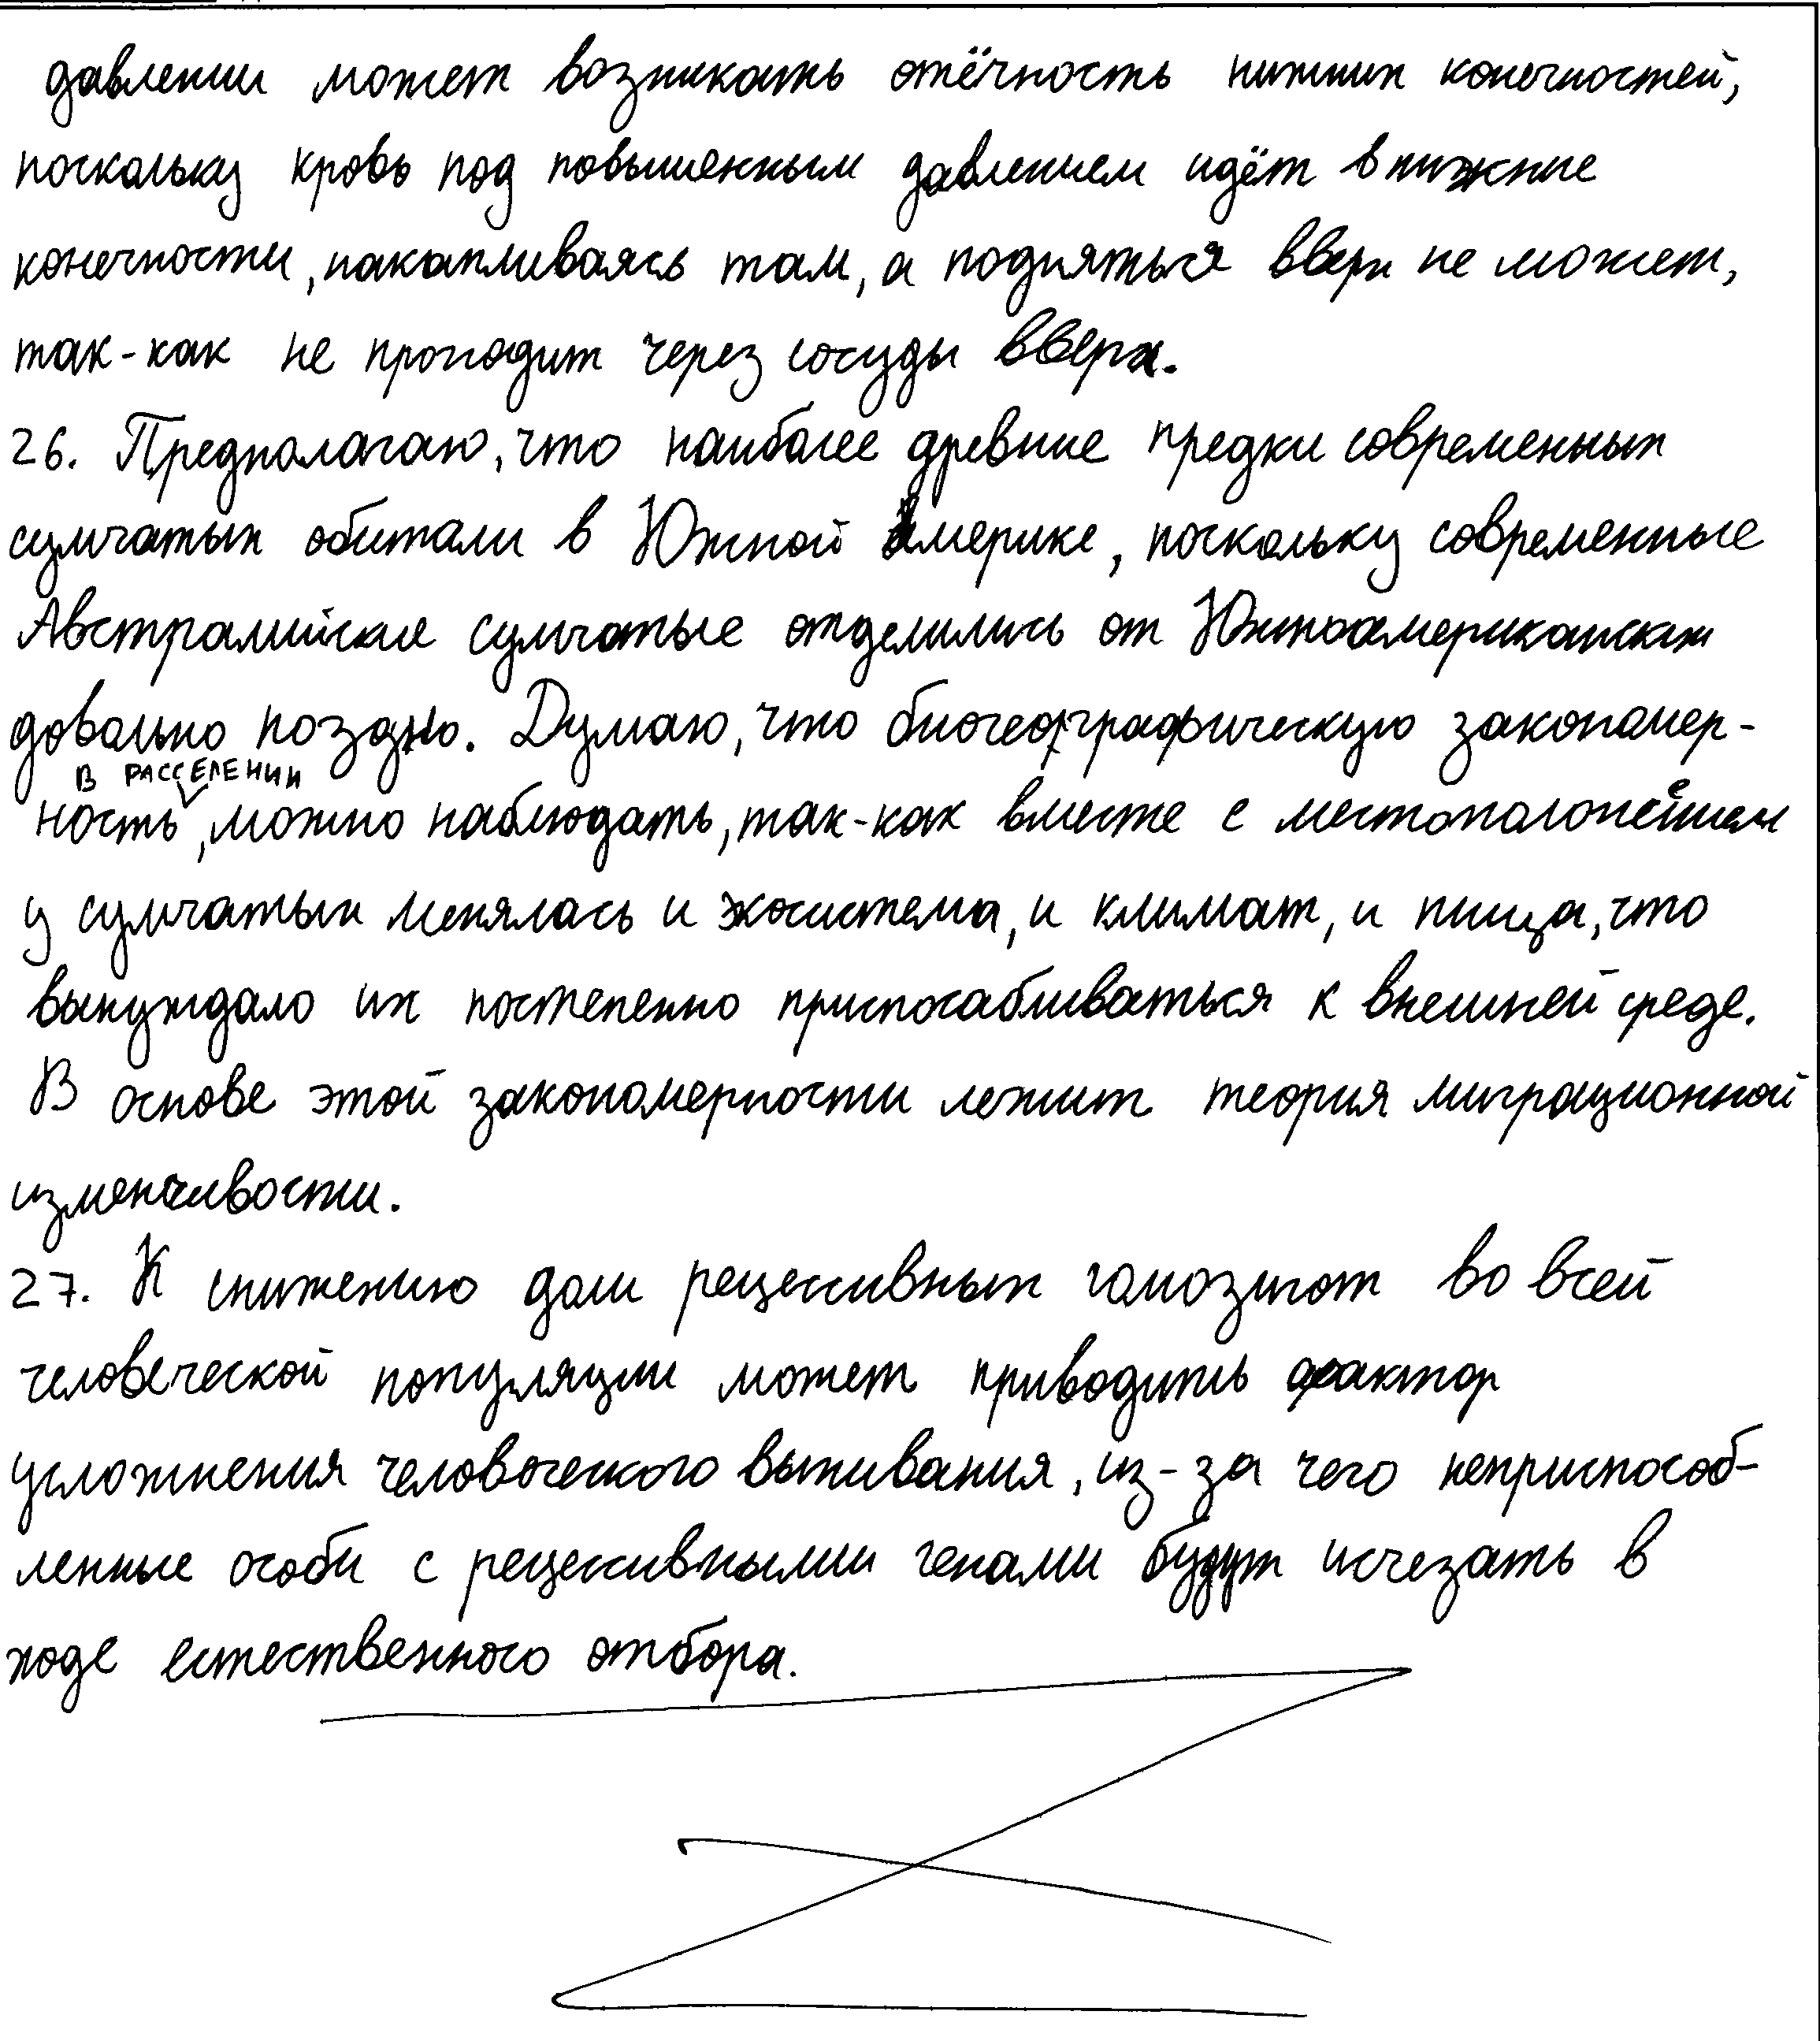 давлении может возникать отёчность нижних конечностей,
поскольку кровь под повышенным давлением идёт в нижние
конечности, накапливаясь там, а подняться вверх не может,
так-как не проходит через сосуды вверх.
26. Предполагаю, что наиболее древние предки современных
сумчатых обитали в Южной Америке, поскольку современные
Австралийские сумчатые отделились от Южноамериканских
довольно поздно. Думаю, что биогеографическую закономер-
в расселении
ность, можно наблюдать, так-как вместе с местоположением
у сумчатых менялась и экосистема, и климат, и пища, что
вынуждало их постепенно приспосабливаться к внешней среде.
В основе этой закономерности лежит теория миграционной
изменчивости.
27. К снижению доли рецессивных гомозигот во всей
человеческой популяции может приводить фактор
усложнения человеческого выживания, из-за чего неприспособ-
ленные особи с рецессивными генами будут исчезать в
ходе естественного отбора.